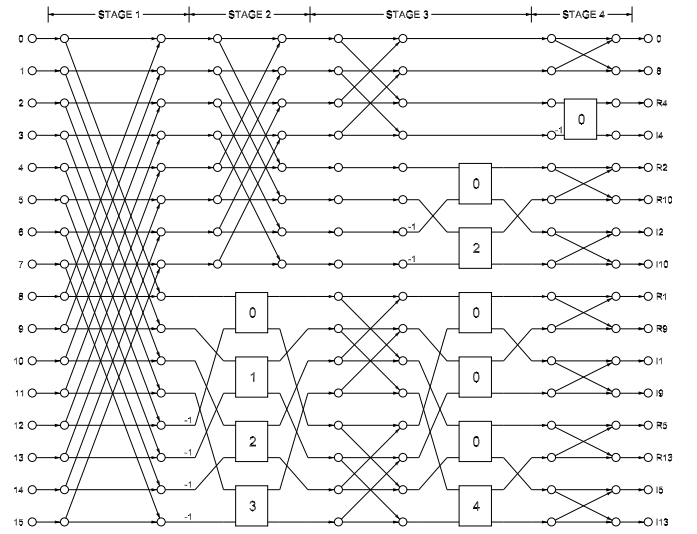 STAGE 1 STAGE 2 STAGE 3 STAGE 4
0 0
1 8
2 R4
0
3 -1 I4
4 R2
0
5 R10
6 -1 I2
2
7 -1 I10
8 R1
0 0
9 R9
10 I1
1 0
11 I9
12 -1 R5
2 0
13 -1 R13
14 -1 I5
3 4
15 -1 I13